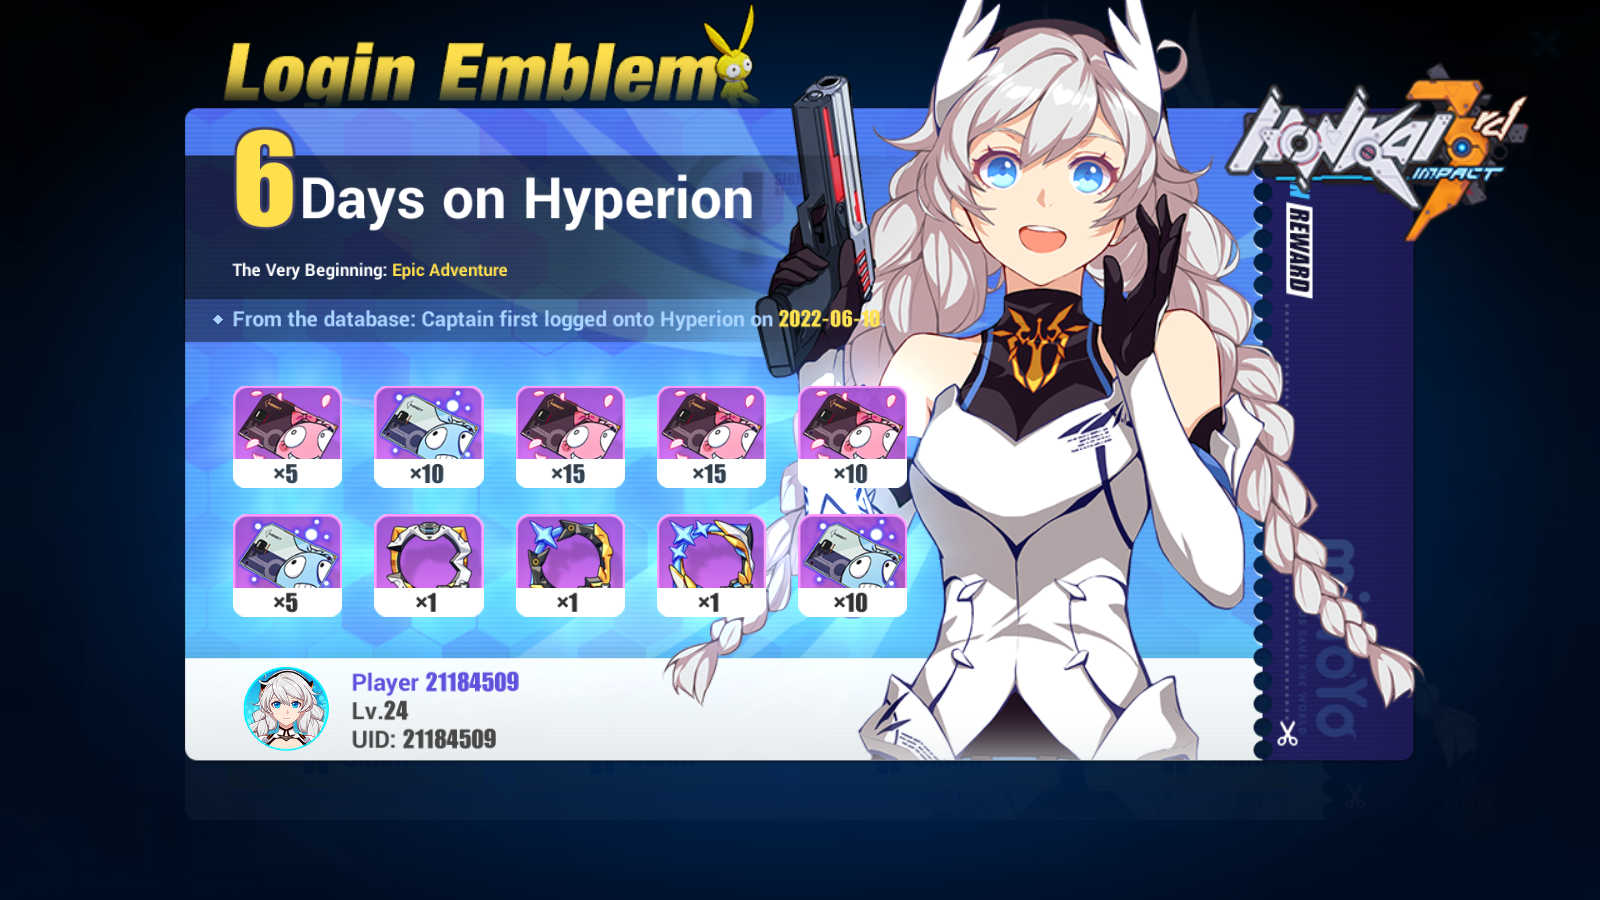 Login Emblem
6 Days on Hyperion
The Very Beginning: Epic Adventure
From the database: Captain first logged onto Hyperion on 2022-06-
×5
×10
×15
×15
×10
×5
×1
×1
×1
×10
Player 21184509
Lv.24
UID: 21184509
HONKAI 3rd
IMPACT
REWARD
miHoYo